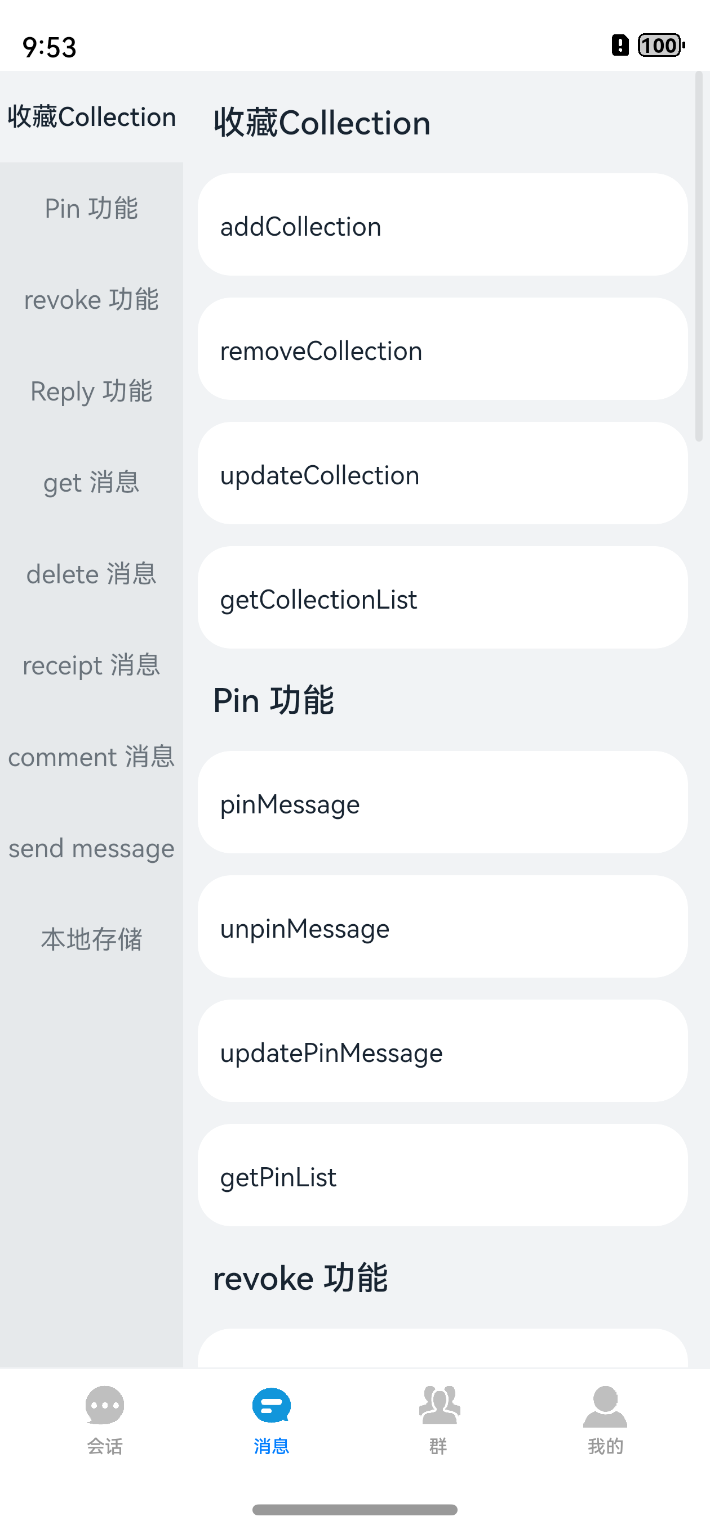 9:53
100
收藏Collection
Pin 功能
revoke 功能
Reply 功能
get 消息
delete 消息
receipt 消息
comment 消息
send message
本地存储
收藏Collection
addCollection
removeCollection
updateCollection
getCollectionList
Pin 功能
pinMessage
unpinMessage
updatePinMessage
getPinList
revoke 功能
会话
消息
群
我的